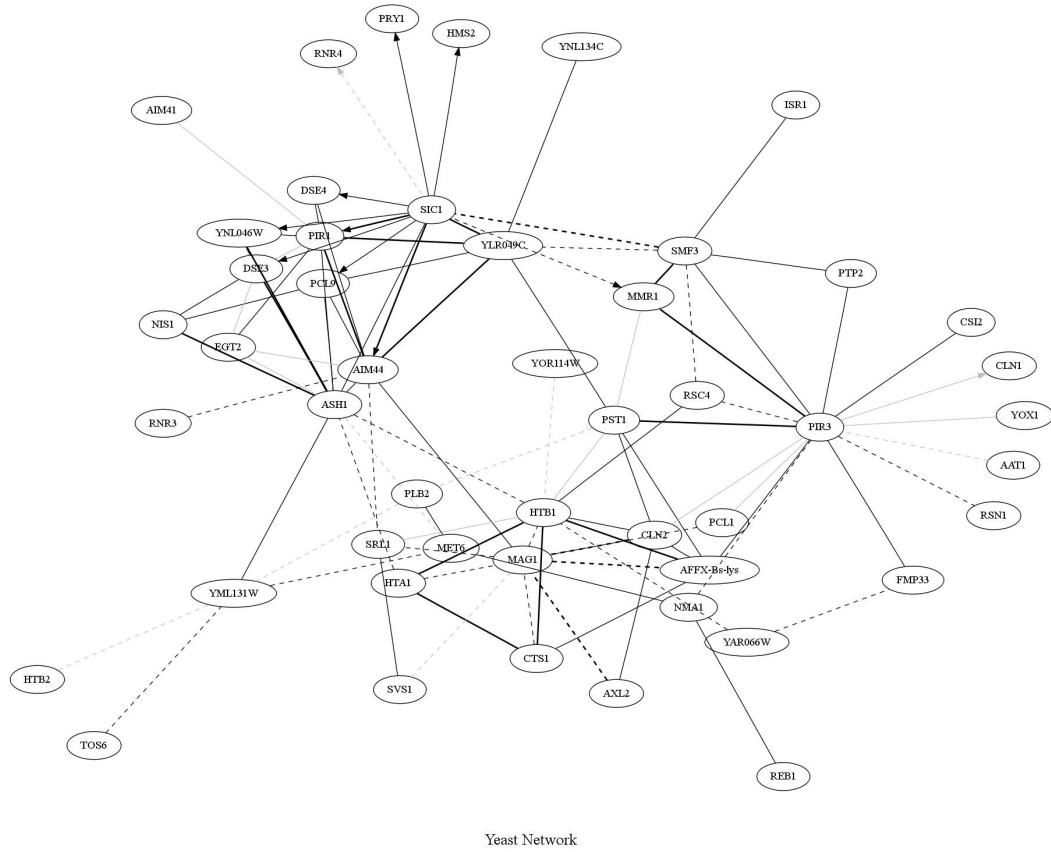 PRY1
HMS2
YNL134C
RNR4
ISR1
AIM41
DSE4
SIC1
YNL046W
PIR1
YLR049C
SMF3
DSE3
PTP2
PCL9
MMR1
NIS1
CSI2
EGT2
YOR114W
CLN1
AIM44
RSC4
ASH1
YOX1
RNR3
PST1
PIR3
AAT1
PLB2
HTB1
RSN1
PCL1
SRL1
MET6
CLN2
MAG1
AFFX-Bs-lys
HTA1
FMP33
YML131W
NMA1
YAR066W
CTS1
HTB2
SVS1
AXL2
TOS6
REB1
Yeast Network